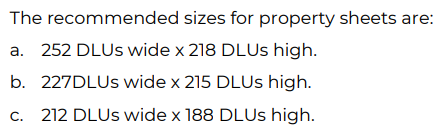 The recommended sizes for property sheets are:
a. 252 DLUs wide x 218 DLUs high.
b. 227DLUs wide x 215 DLUs high.
c. 212 DLUs wide x 188 DLUs high.